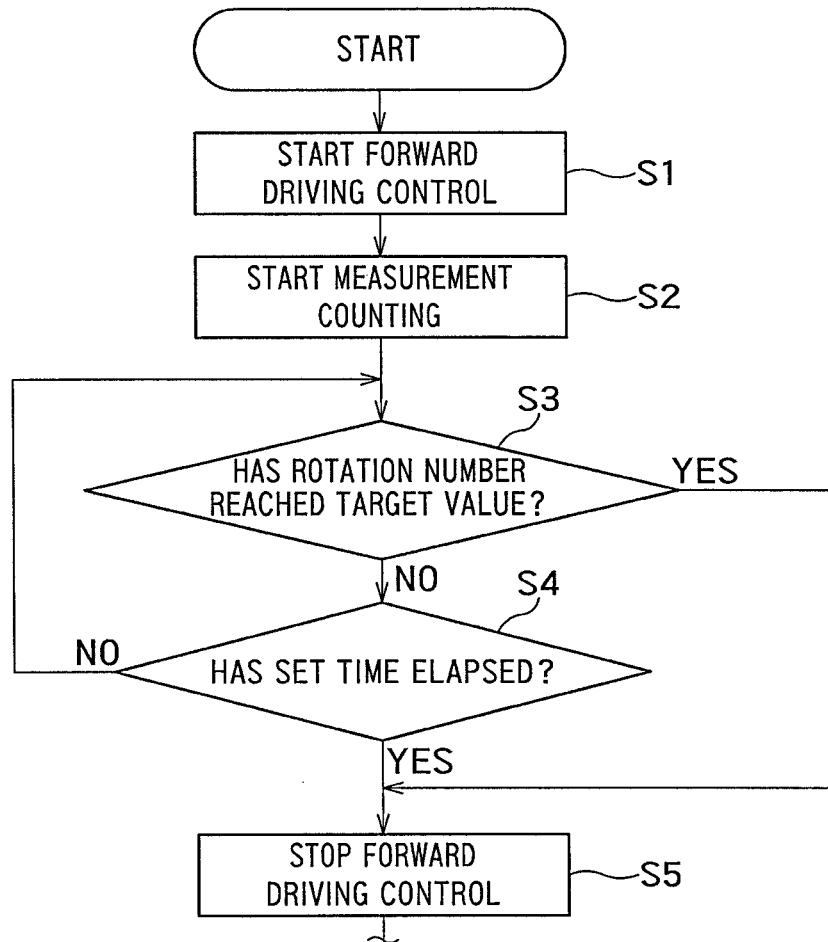 START
START FORWARD
DRIVING CONTROL
S1
START MEASUREMENT
COUNTING
S2
S3
HAS ROTATION NUMBER
REACHED TARGET VALUE?
YES
NO
S4
NO
HAS SET TIME ELAPSED?
YES
STOP FORWARD
DRIVING CONTROL
S5